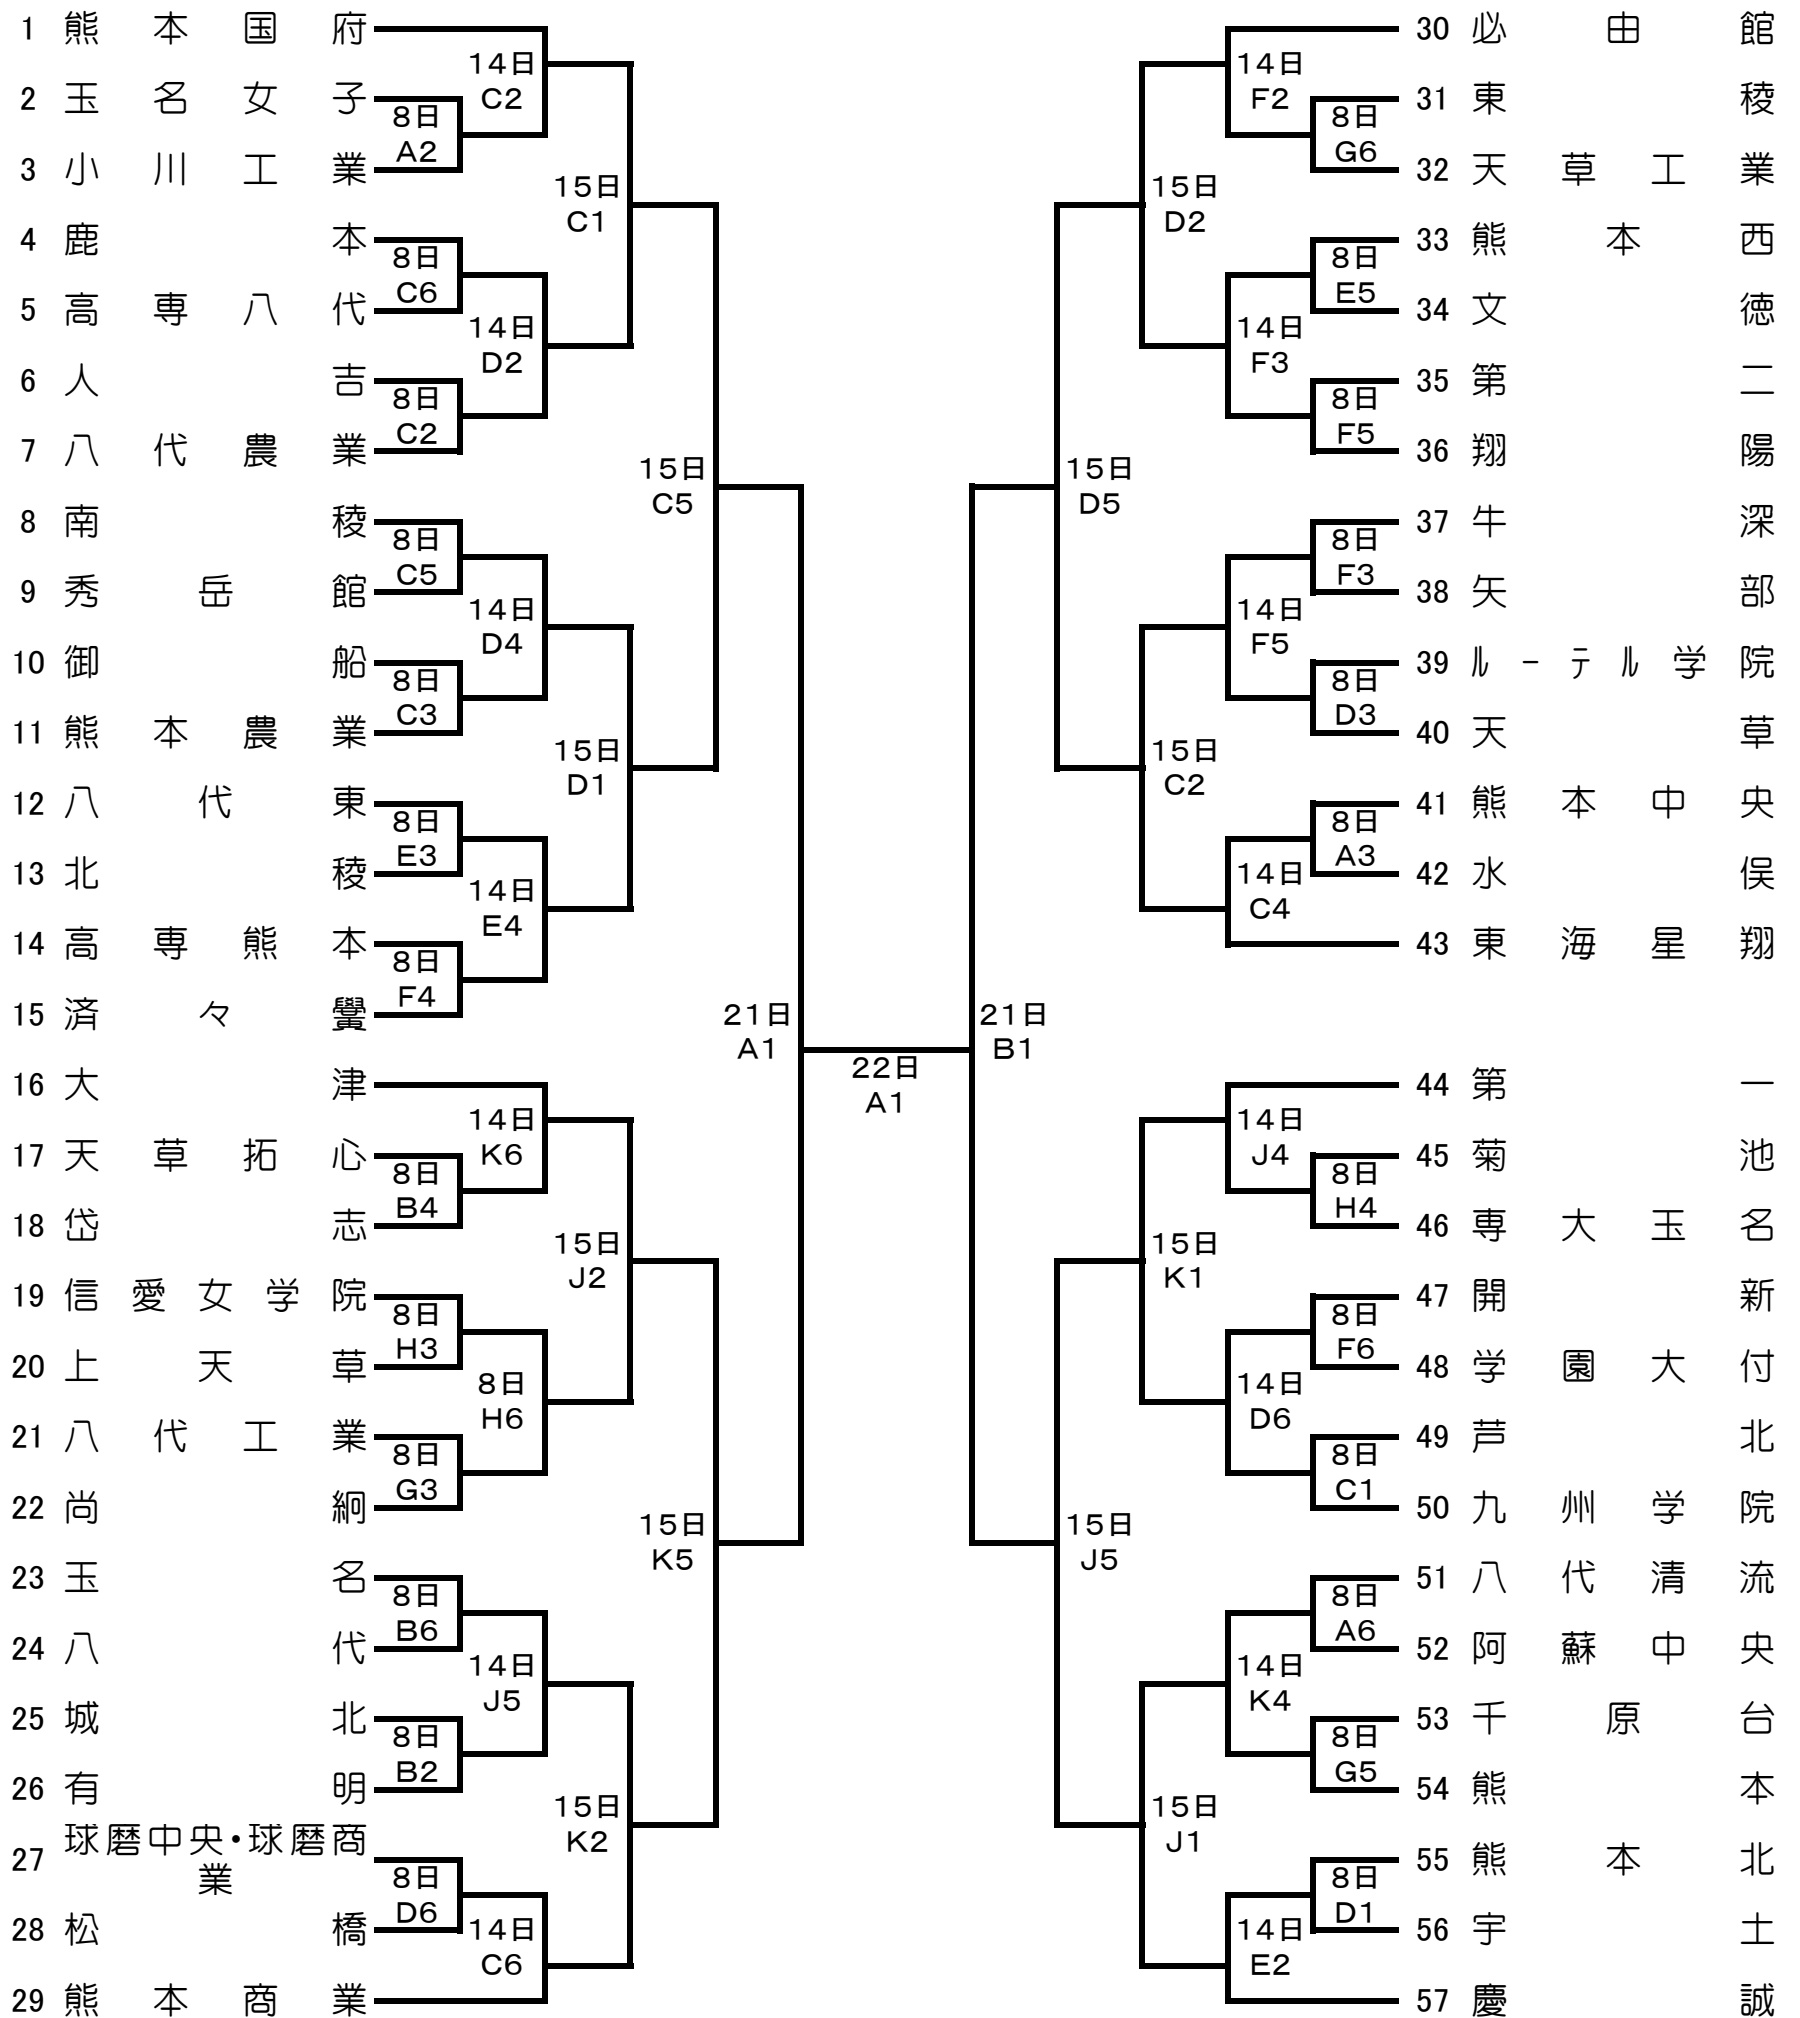 1 熊本国府
2 玉名女子
3 小川工業
4 鹿本
5 高専八代
6 人吉
7 八代農業
8 南稜
9 秀岳館
10 御船
11 熊本農業
12 八代東
13 北稜
14 高専熊本
15 済々黌
16 大津
17 天草拓心
18 岱志
19 信愛女学院
20 上天草
21 八代工業
22 尚絅
23 玉名
24 八代
25 城北
26 有明
27 球磨中央・球磨商業
28 松橋
29 熊本商業
8日
A2
8日
C6
8日
C2
8日
C5
8日
C3
8日
E3
8日
F4
8日
B4
8日
H3
8日
G3
8日
B6
8日
B2
8日
D6
14日
C2
14日
D2
14日
D4
14日
E4
14日
K6
8日
H6
14日
J5
14日
C6
15日
C1
15日
D1
15日
J2
15日
K2
15日
C5
15日
K5
21日
A1
22日
A1
21日
B1
15日
D5
15日
J5
15日
D2
15日
C2
15日
K1
15日
J1
14日
F2
14日
F3
14日
F5
14日
C4
14日
J4
14日
D6
14日
K4
14日
E2
8日
G6
8日
E5
8日
F5
8日
F3
8日
D3
8日
A3
8日
H4
8日
F6
8日
C1
8日
A6
8日
G5
8日
D1
30 必由館
31 東稜
32 天草工業
33 熊本西
34 文徳
35 第二
36 翔陽
37 牛深
38 矢部
39 ﾙｰﾃﾙ学院
40 天草
41 熊本中央
42 水俣
43 東海星翔
44 第一
45 菊池
46 専大玉名
47 開新
48 学園大付
49 芦北
50 九州学院
51 八代清流
52 阿蘇中央
53 千原台
54 熊本
55 熊本北
56 宇土
57 慶誠